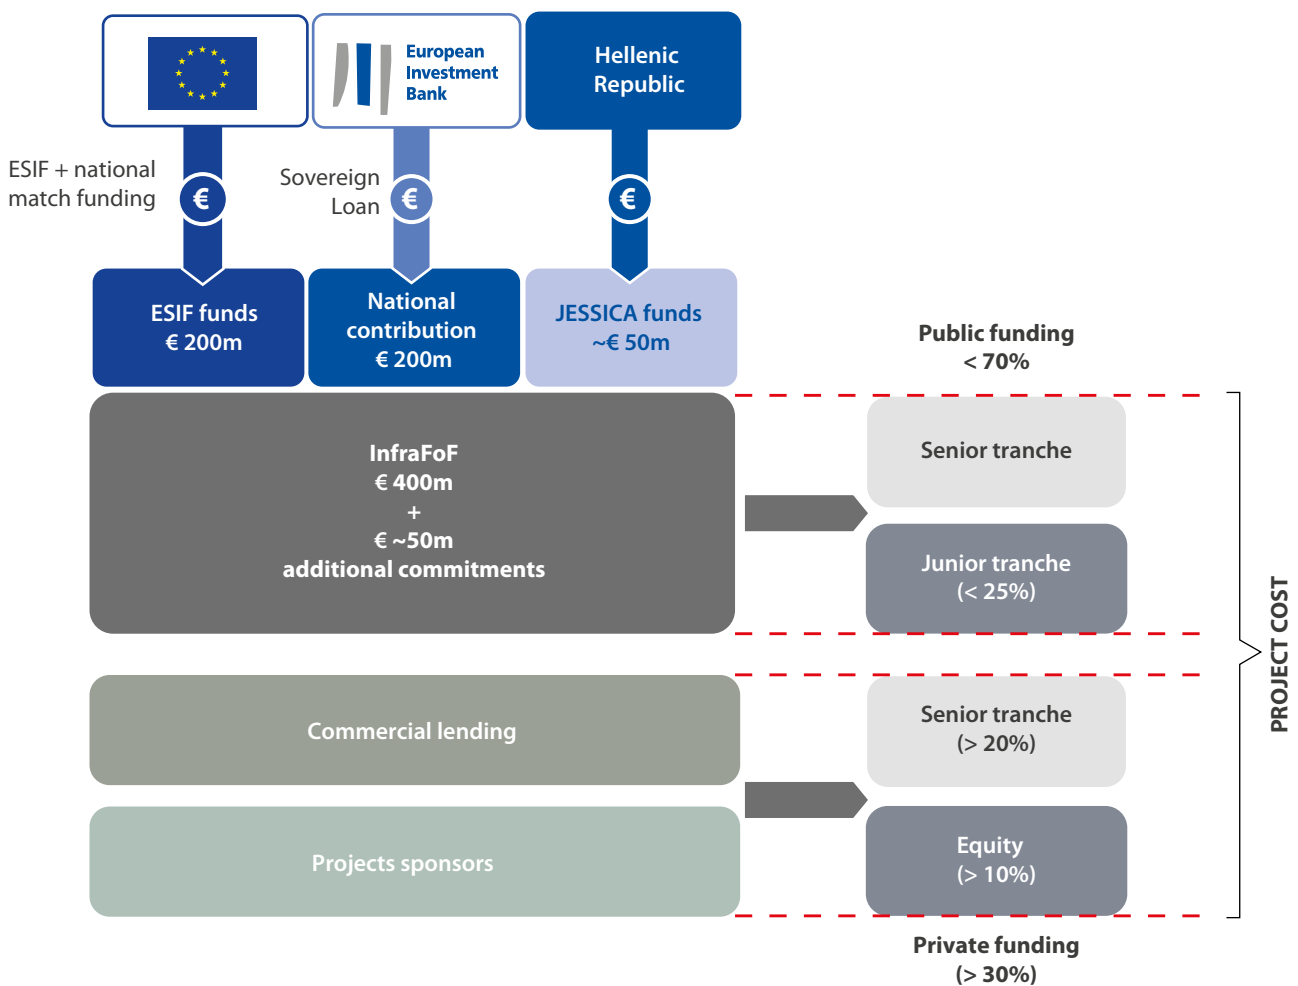 European
Investment
Bank
Hellenic
Republic
ESIF + national
match funding
€
Sovereign
Loan
€
€
ESIF funds
€ 200m
National
contribution
€ 200m
JESSICA funds
~€ 50m
Public funding
< 70%
InfraFoF
€ 400m
+
€ ~50m
additional commitments
Senior tranche
Junior tranche
(< 25%)
Commercial lending
Senior tranche
(> 20%)
Projects sponsors
Equity
(> 10%)
Private funding
(> 30%)
PROJECT COST